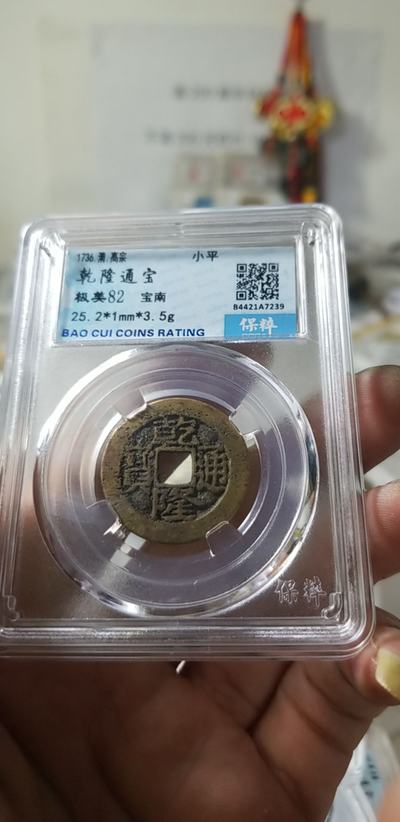 1736.清.高宗 小平
乾隆通宝
极美82 宝南
25.2*1mm*3.5g
B4421A7239
BAO CUI COINS RATING
保粹
乾隆通寶
保粹